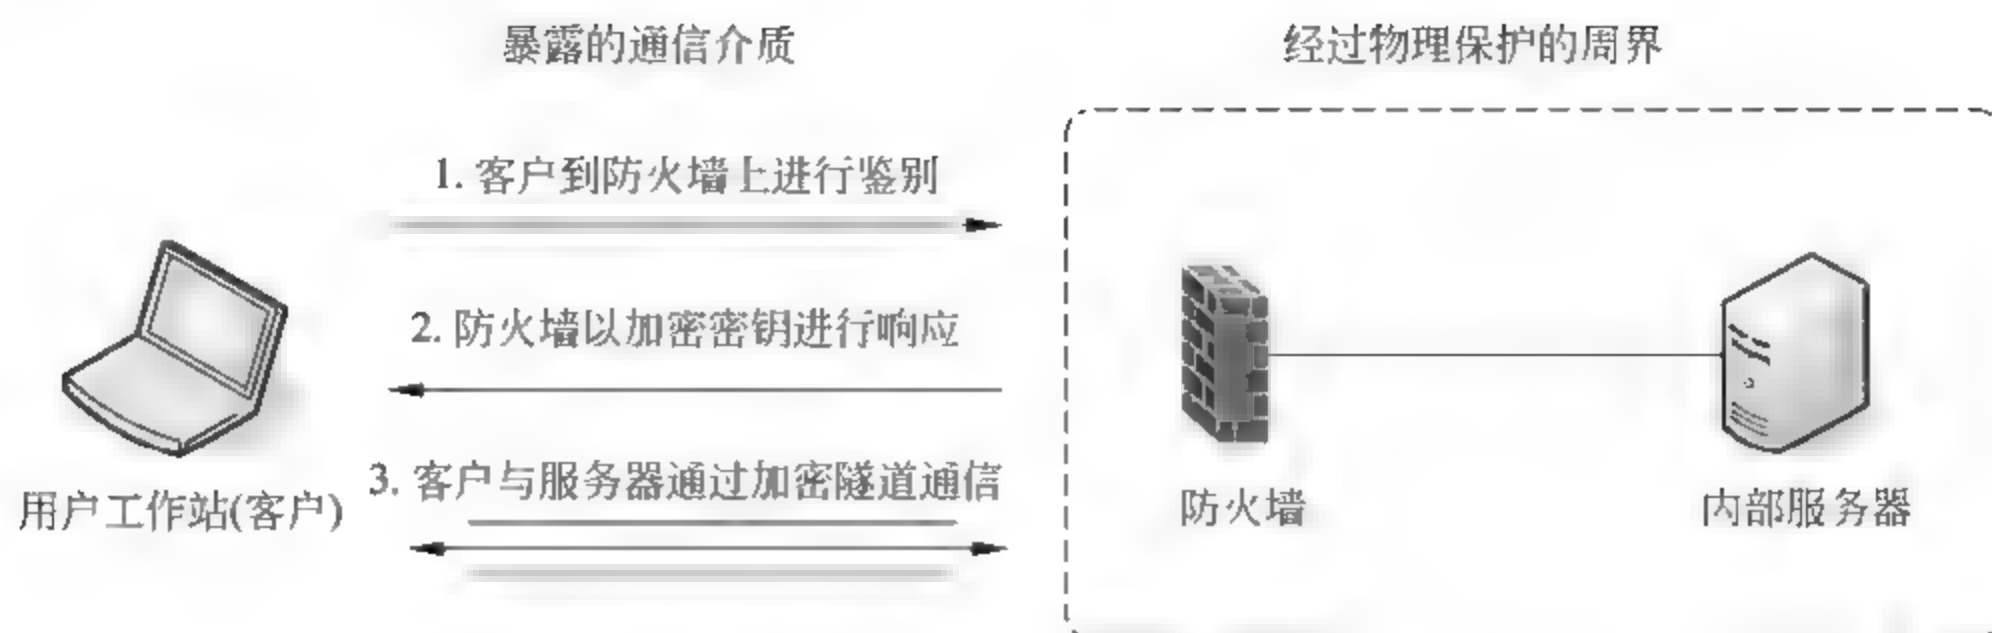 暴露的通信介质
经过物理保护的周界
1. 客户到防火墙上进行鉴别
2. 防火墙以加密密钥进行响应
3. 客户与服务器通过加密隧道通信
用户工作站(客户)
防火墙
内部服务器